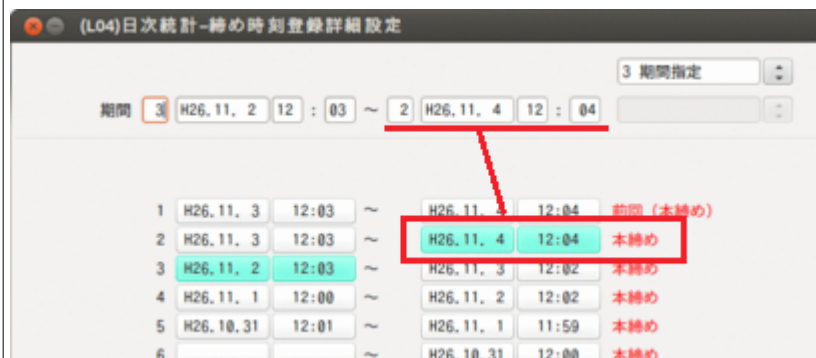 (L04)日次統計-締め時刻登録詳細設定
3 期間指定
期間 3 H26.11. 2 12 : 03 ～ 2 H26.11. 4 12 : 04
1 H26.11. 3 12:03 ～ H26.11. 4 12:04 前回（本締め）
2 H26.11. 3 12:03 ～ H26.11. 4 12:04 本締め
3 H26.11. 2 12:03 ～ H26.11. 3 12:02 本締め
4 H26.11. 1 12:00 ～ H26.11. 2 12:02 本締め
5 H26.10.31 12:01 ～ H26.11. 1 11:59 本締め
6 ～ H26.10.31 12:00 本締め